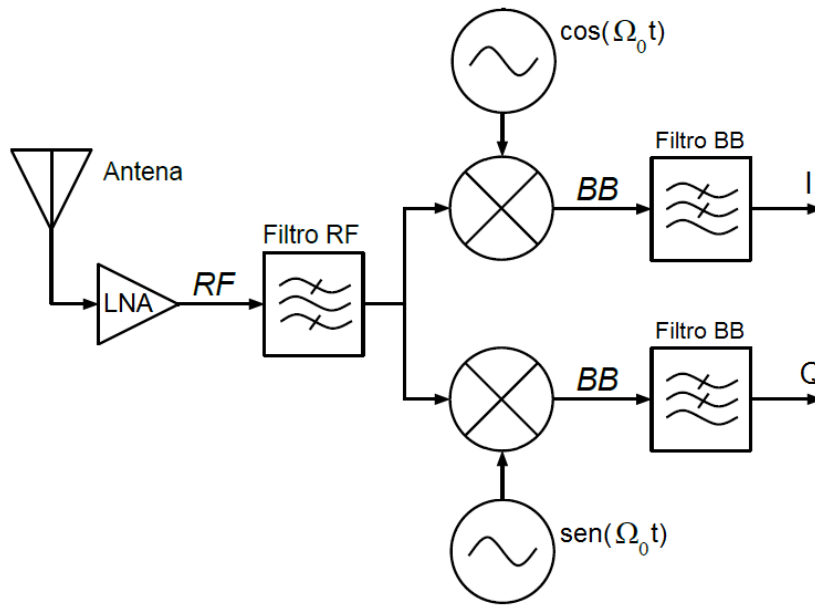 cos(Ω₀t)
Antena
Filtro BB
BB
I
Filtro RF
LNA
RF
Filtro BB
BB
Q
sen(Ω₀t)